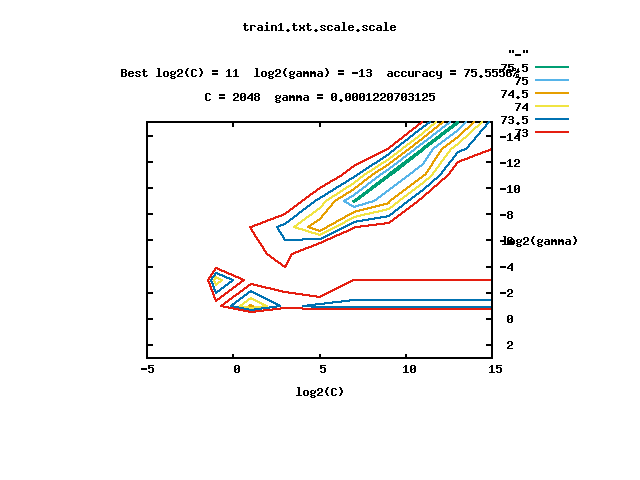 train1.txt.scale.scale
"-"
Best log2(C) = 11  log2(gamma) = -13  accuracy = 75.5556%
C = 2048  gamma = 0.0001220703125
75.5
75
74.5
74
73.5
73
-14
-12
-10
-8
-6
log2(gamma)
-4
-2
0
2
-5 0 5 10 15
log2(C)